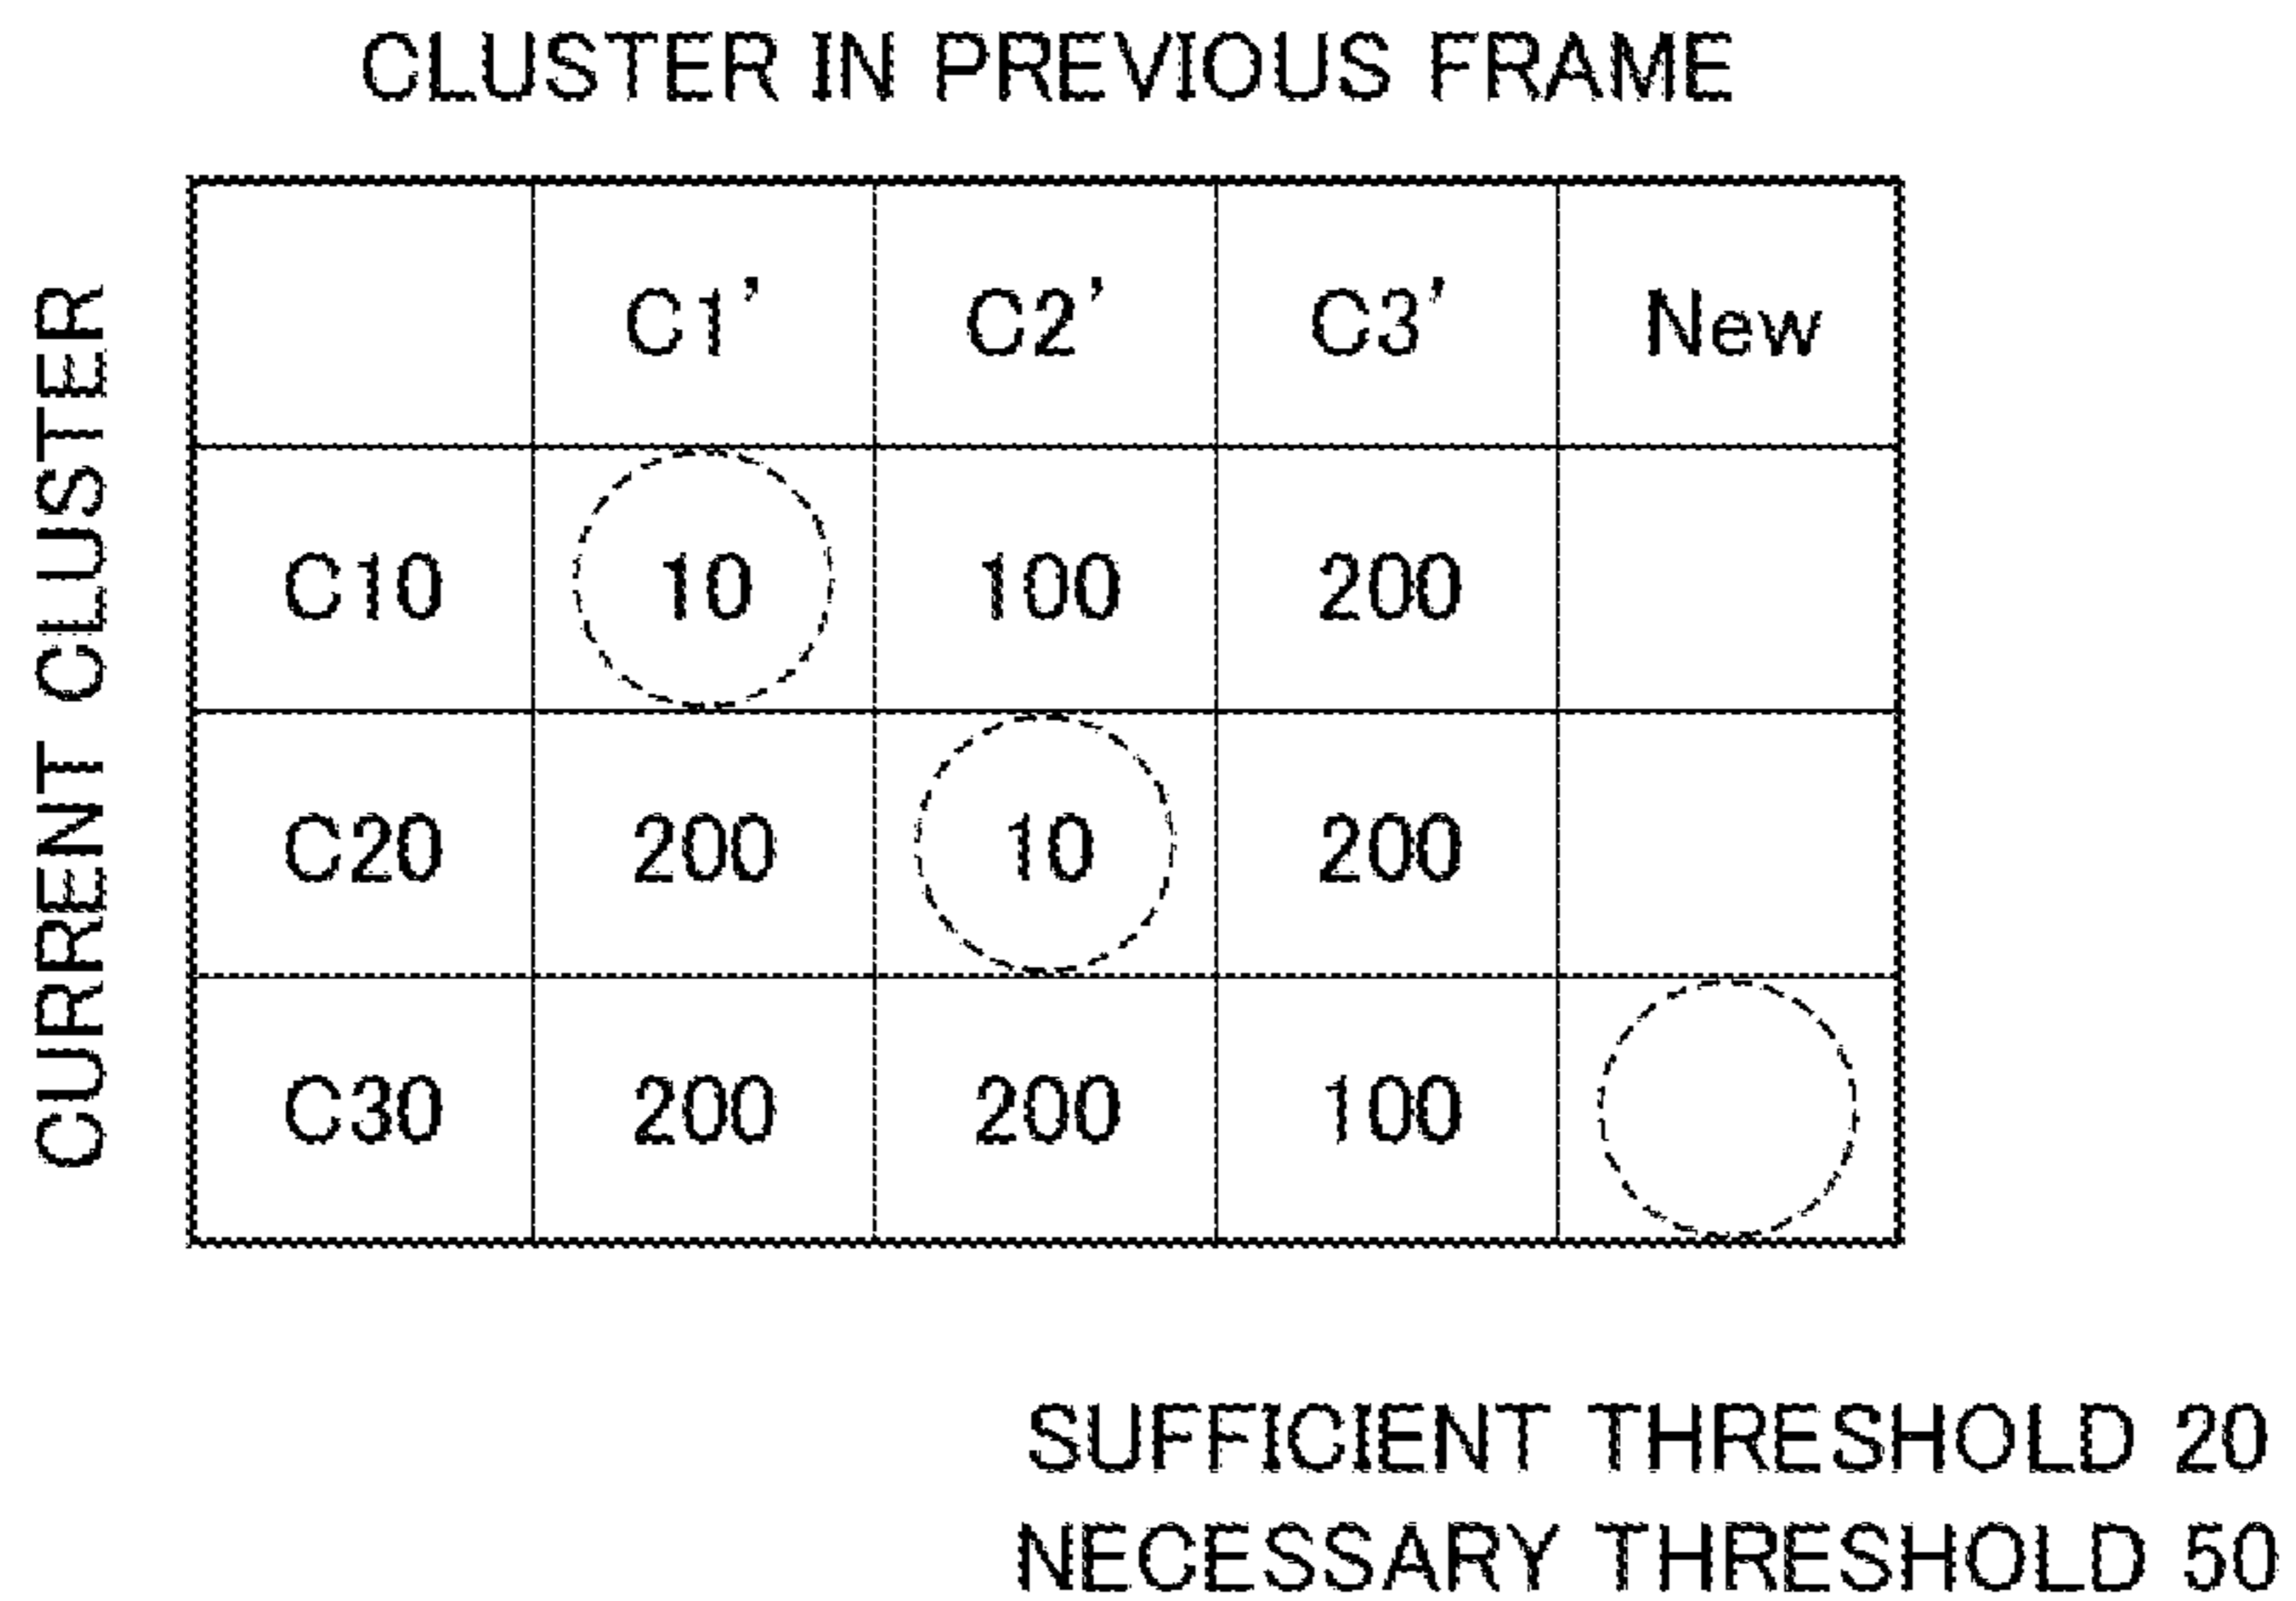 CLUSTER IN PREVIOUS FRAME
CURRENT CLUSTER
C1' C2' C3' New
C10 10 100 200
C20 200 10 200
C30 200 200 100
SUFFICIENT THRESHOLD 20
NECESSARY THRESHOLD 50